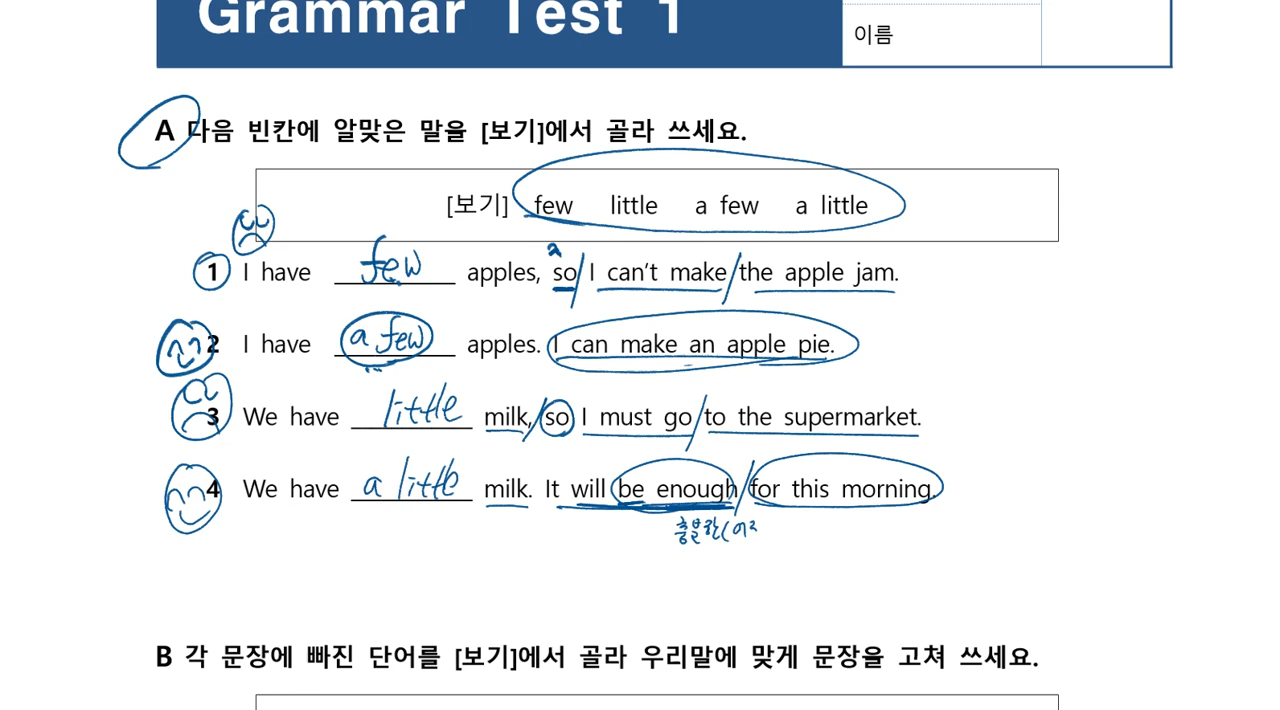 Grammar Test 1
이름
A 다음 빈칸에 알맞은 말을 [보기]에서 골라 쓰세요.
[보기] few little a few a little
1 I have few apples, so I can't make the apple jam.
2 I have a few apples. I can make an apple pie.
3 We have little milk, so I must go to the supermarket.
4 We have a little milk. It will be enough for this morning.
B 각 문장에 빠진 단어를 [보기]에서 골라 우리말에 맞게 문장을 고쳐 쓰세요.